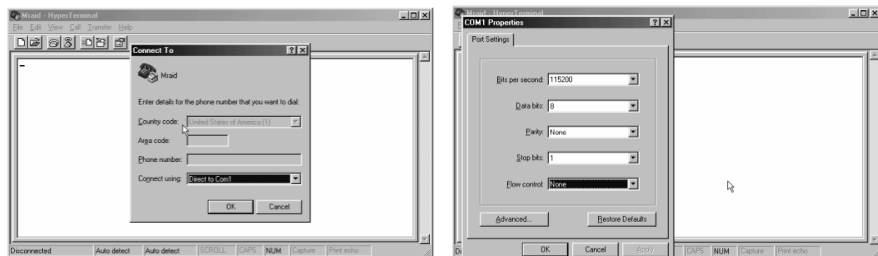 Mraid - HyperTerminal
File Edit View Call Transfer Help
Connect To
Mraid
Enter details for the phone number that you want to dial:
Country code: United States of America (1)
Area code:
Phone number:
Connect using: Direct to Com1
OK Cancel
Disconnected Auto detect Auto detect SCROLL CAPS NUM Capture Print echo
Mraid - HyperTerminal
COM1 Properties
Port Settings
Bits per second: 115200
Data bits: 8
Parity: None
Stop bits: 1
Flow control: None
Advanced... Restore Defaults
OK Cancel Apply
CAPS NUM Capture Print echo